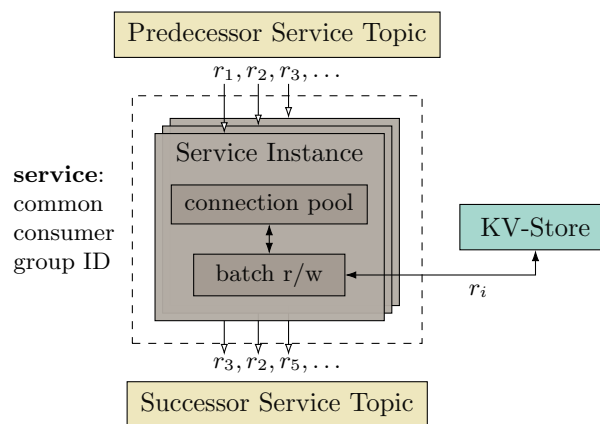 Predecessor Service Topic
r1, r2, r3, ...
Service Instance
service:
common
consumer
group ID
connection pool
KV-Store
batch r/w
ri
r3, r2, r5, ...
Successor Service Topic